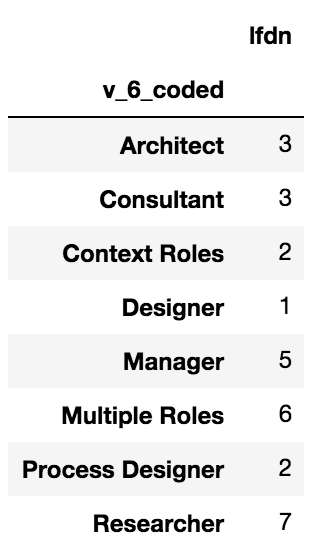 lfdn
v_6_coded
Architect 3
Consultant 3
Context Roles 2
Designer 1
Manager 5
Multiple Roles 6
Process Designer 2
Researcher 7